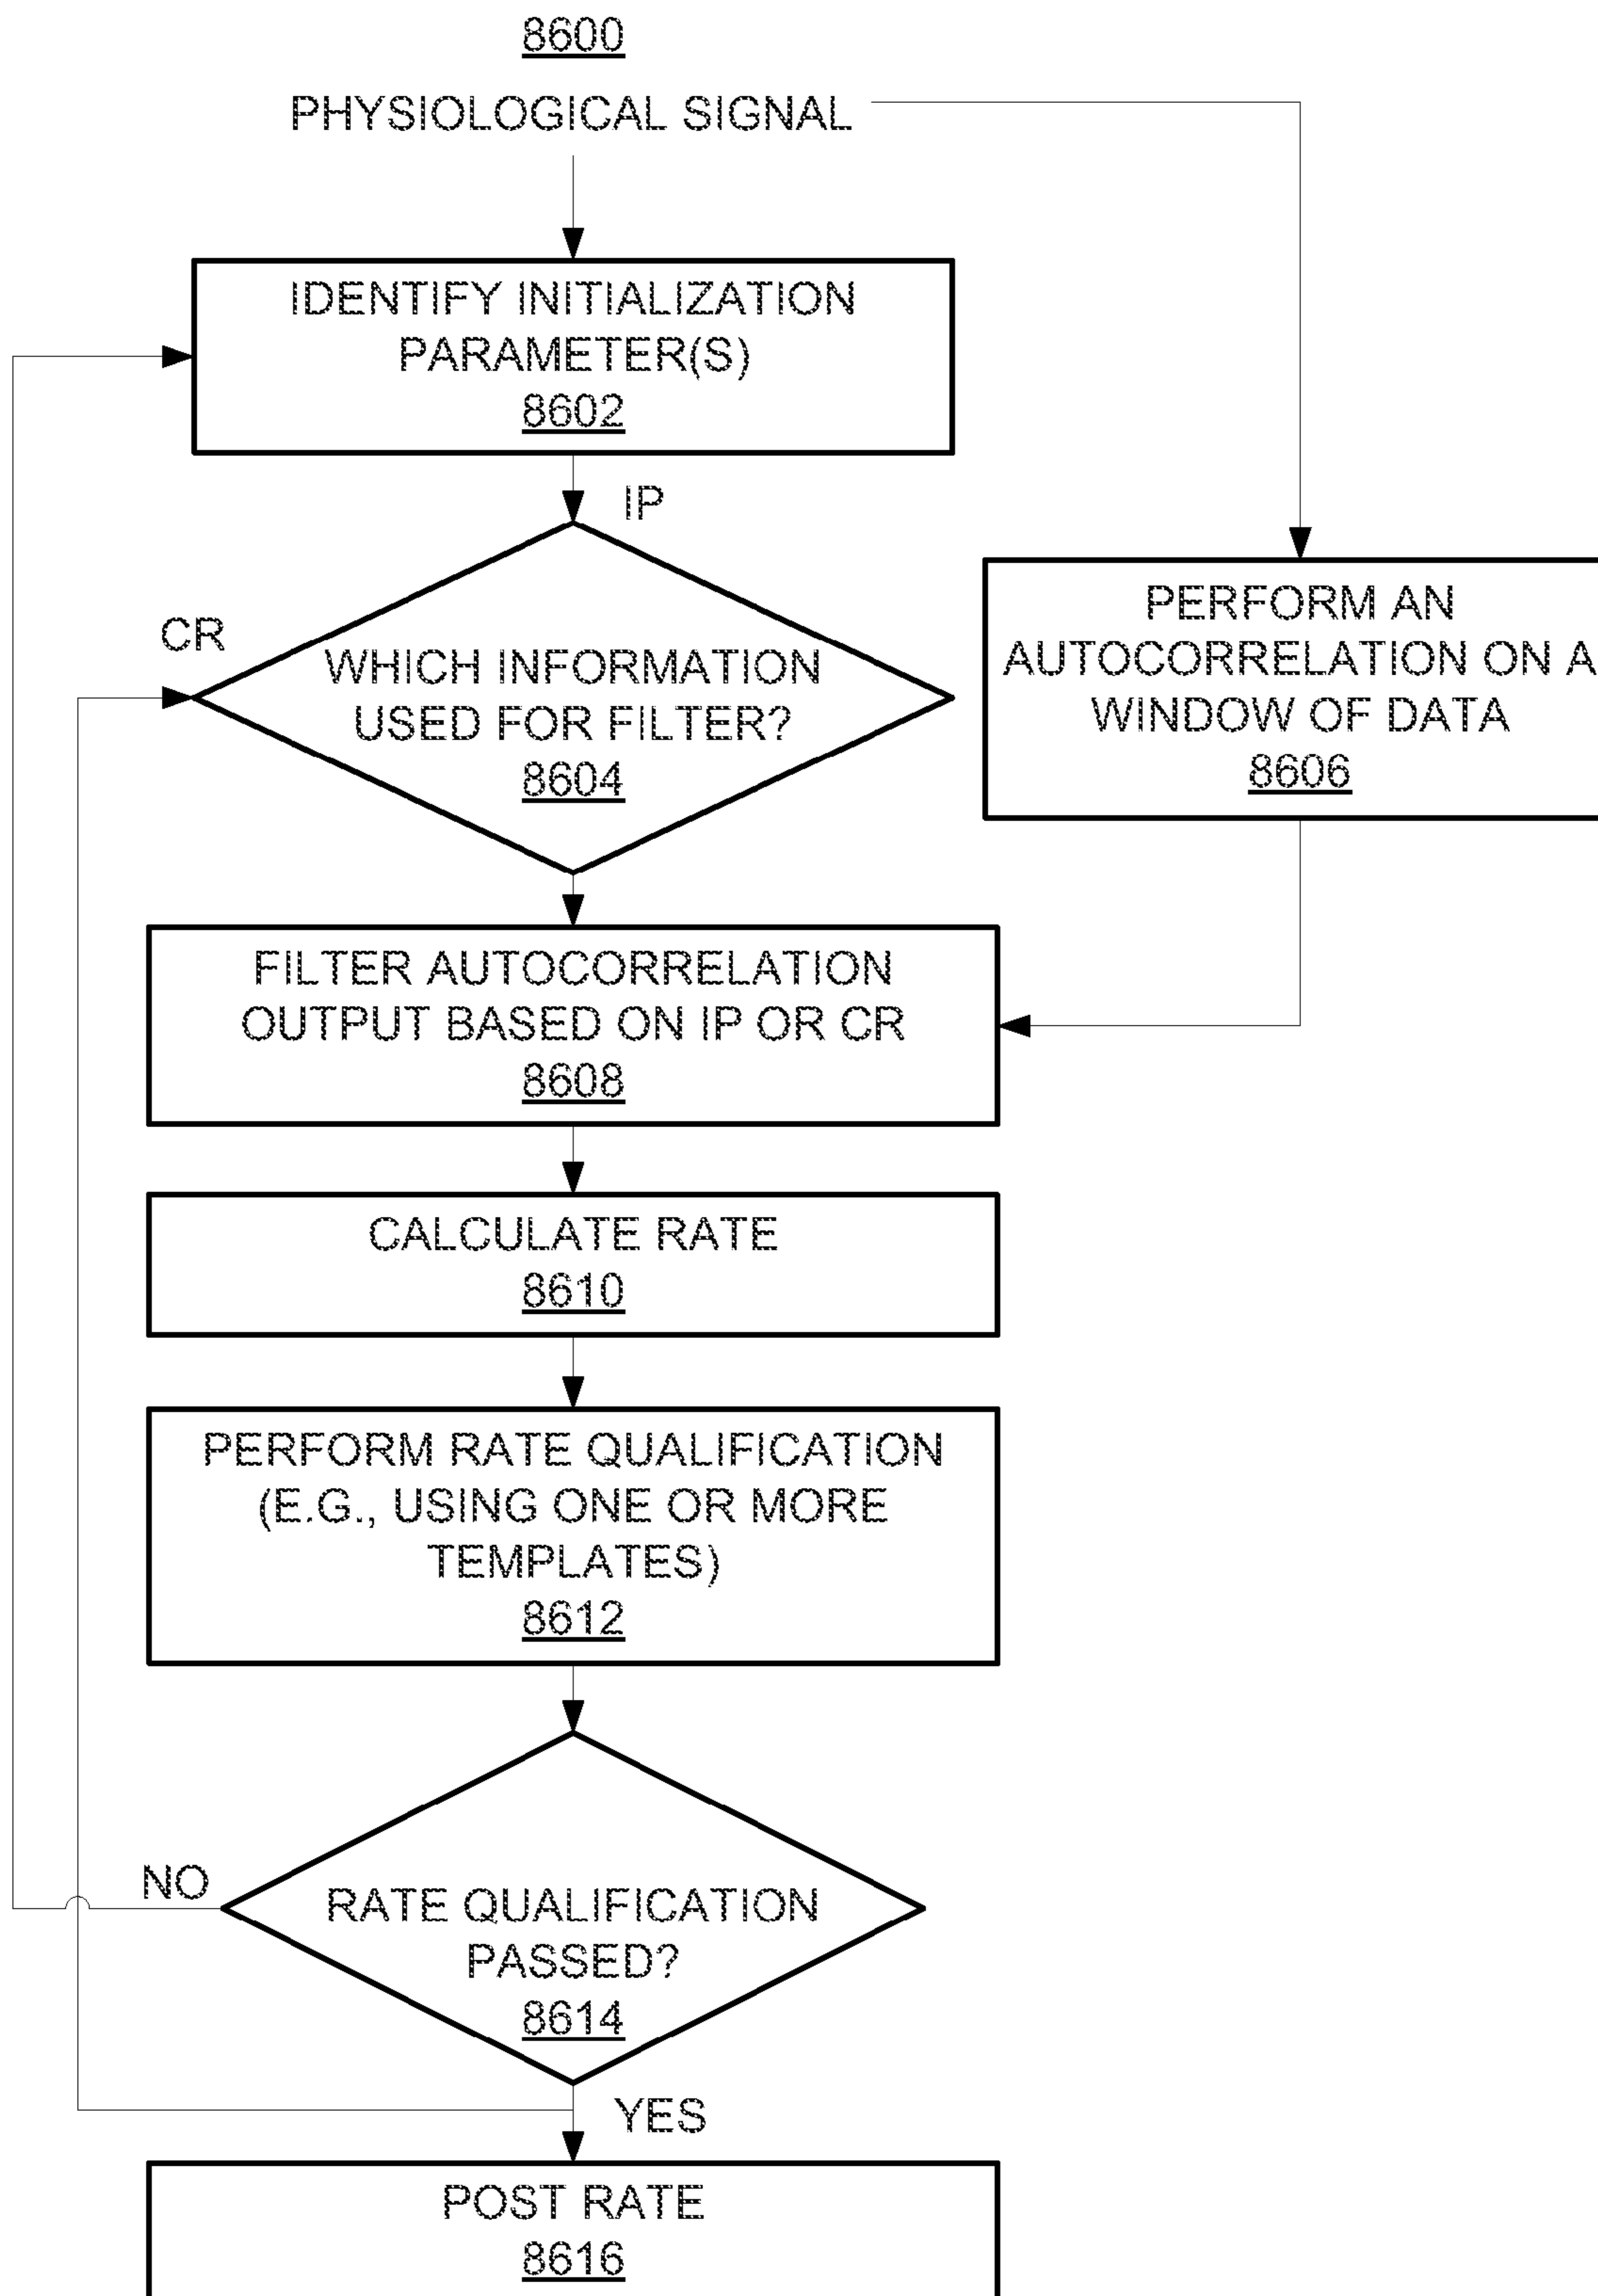 8600
PHYSIOLOGICAL SIGNAL
IDENTIFY INITIALIZATION
PARAMETER(S)
8602
IP
CR
WHICH INFORMATION
USED FOR FILTER?
8604
PERFORM AN
AUTOCORRELATION ON A
WINDOW OF DATA
8606
FILTER AUTOCORRELATION
OUTPUT BASED ON IP OR CR
8608
CALCULATE RATE
8610
PERFORM RATE QUALIFICATION
(E.G., USING ONE OR MORE
TEMPLATES)
8612
NO
RATE QUALIFICATION
PASSED?
8614
YES
POST RATE
8616